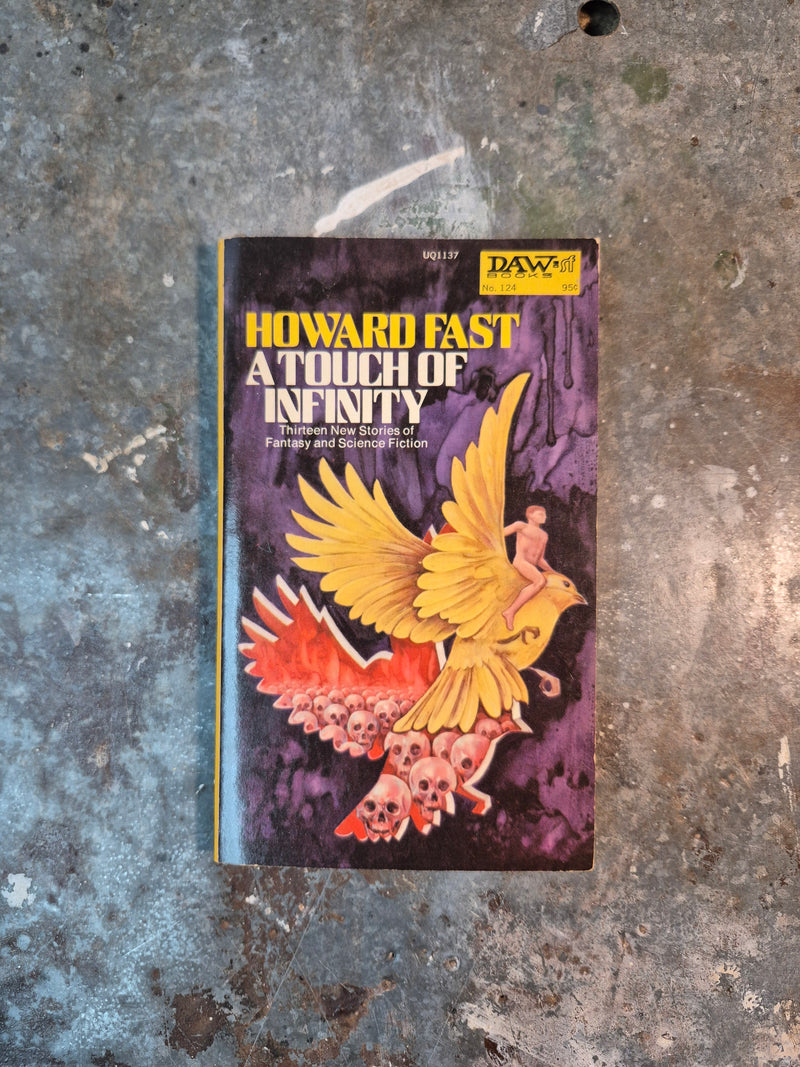 UQ1137
DAW=sf
BOOKS
No. 124 95¢
HOWARD FAST
A TOUCH OF
INFINITY
Thirteen New Stories of
Fantasy and Science Fiction